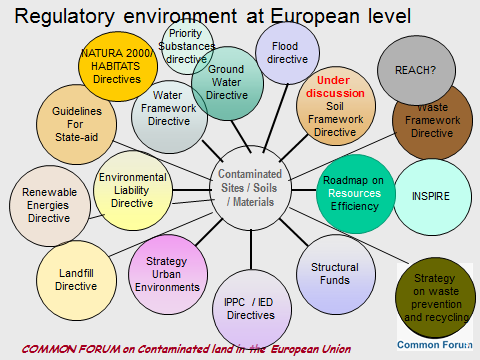 Regulatory environment at European level
Priority
Substances
directive
Flood
directive
NATURA 2000/
HABITATS
Directives
Ground
Water
Directive
REACH?
Under
discussion
Soil
Framework
Directive
Water
Framework
Directive
Guidelines
For
State-aid
Waste
Framework
Directive
Contaminated
Sites / Soils
/ Materials
Environmental
Liability
Directive
Roadmap on
Resources
Efficiency
Renewable
Energies
Directive
INSPIRE
Strategy
Urban
Environments
Structural
Funds
Landfill
Directive
IPPC / IED
Directives
Strategy
on waste
prevention
and recycling
Common Forum
COMMON FORUM on Contaminated land in the European Union